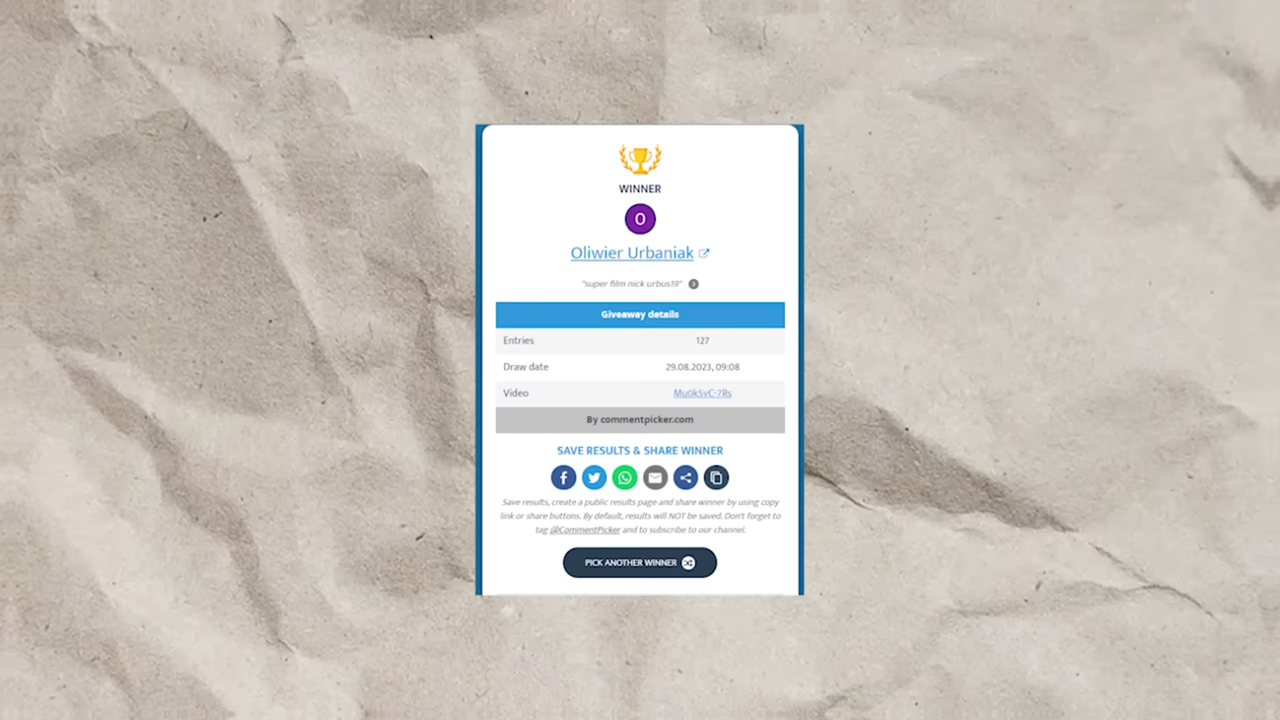 WINNER
O
Oliwier Urbaniak
"super film nick urbus19"
Giveaway details
Entries 127
Draw date 29.08.2023, 09:08
Video Mu0k5vC-7Rs
By commentpicker.com
SAVE RESULTS & SHARE WINNER
Save results, create a public results page and share winner by using copy
link or share buttons. By default, results will NOT be saved. Don't forget to
tag @CommentPicker and to subscribe to our channel.
PICK ANOTHER WINNER